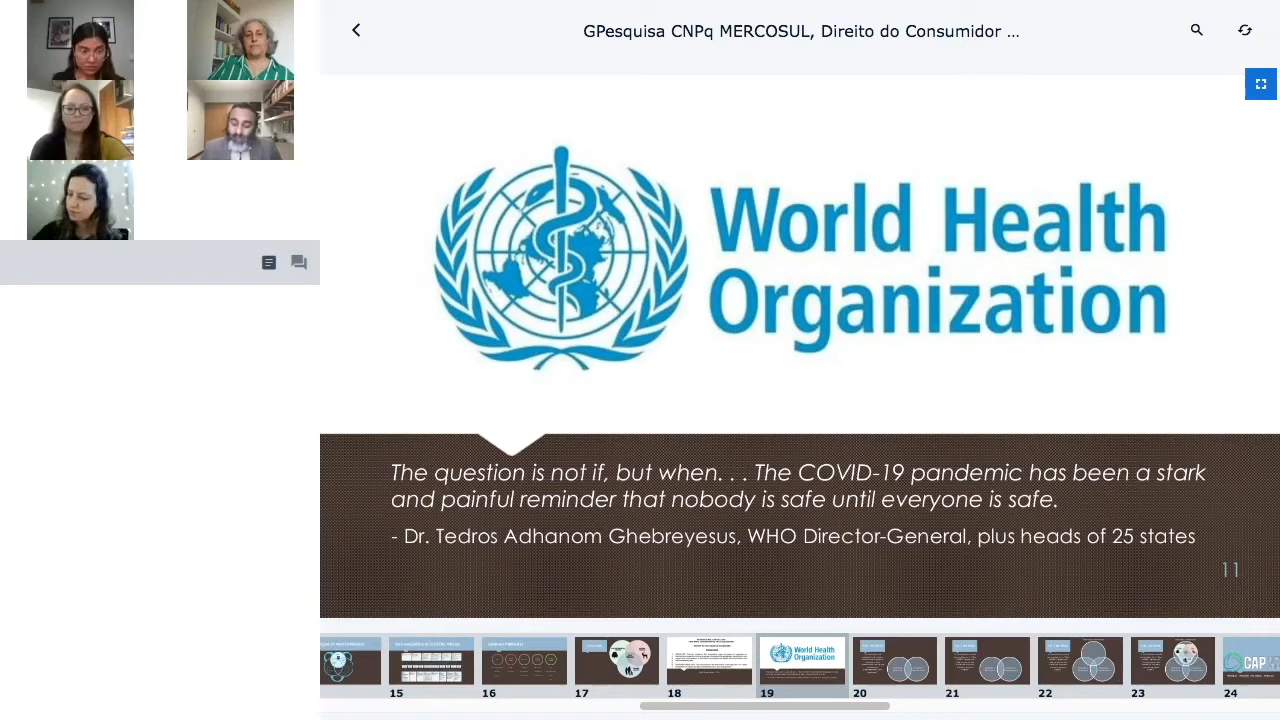 GPesquisa CNPq MERCOSUL, Direito do Consumidor ...
World Health
Organization
The question is not if, but when. . . The COVID-19 pandemic has been a stark
and painful reminder that nobody is safe until everyone is safe.
- Dr. Tedros Adhanom Ghebreyesus, WHO Director-General, plus heads of 25 states
11
World Health
Organization
15
16
17
18
19
20
21
22
23
24